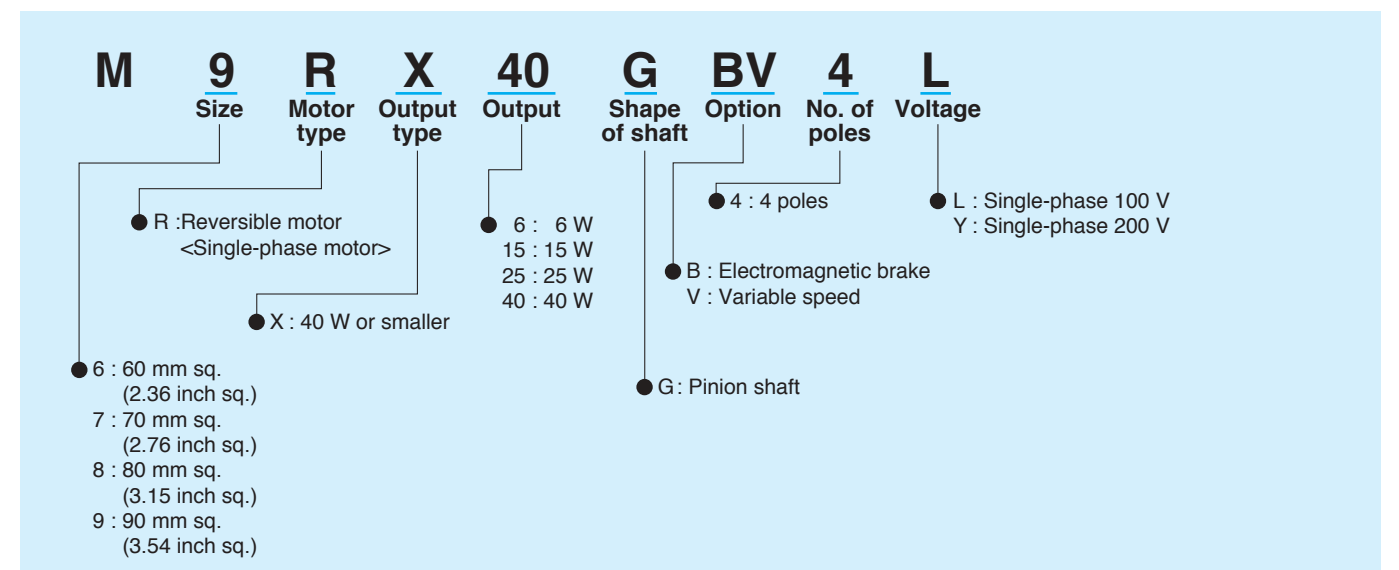 M 9 R X 40 G BV 4 L
Size Motor type Output type Output Shape of shaft Option No. of poles Voltage
R :Reversible motor
<Single-phase motor>
X : 40 W or smaller
6 : 60 mm sq.
(2.36 inch sq.)
7 : 70 mm sq.
(2.76 inch sq.)
8 : 80 mm sq.
(3.15 inch sq.)
9 : 90 mm sq.
(3.54 inch sq.)
6 : 6 W
15 : 15 W
25 : 25 W
40 : 40 W
G : Pinion shaft
B : Electromagnetic brake
V : Variable speed
4 : 4 poles
L : Single-phase 100 V
Y : Single-phase 200 V